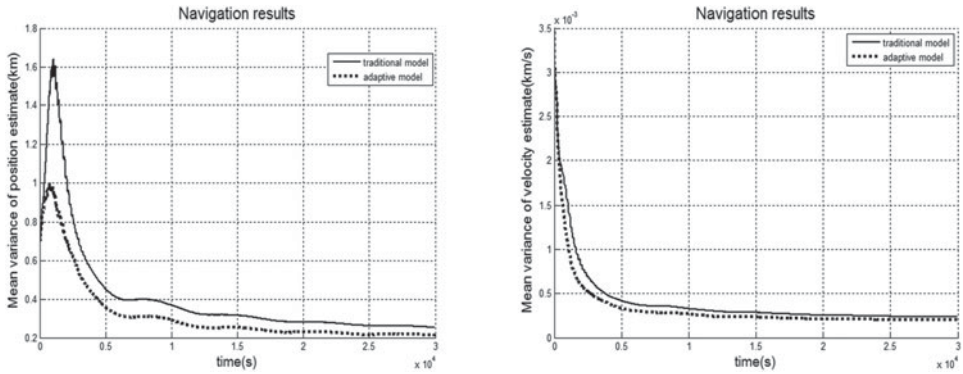 Navigation results
Mean variance of position estimate(km)
1.8
1.6
1.4
1.2
1
0.8
0.6
0.4
0.2
traditional model
adaptive model
0 0.5 1 1.5 2 2.5 3
time(s)
x 10⁴
Navigation results
Mean variance of velocity estimate(km/s)
x 10⁻³
3.5
3
2.5
2
1.5
1
0.5
0
traditional model
adaptive model
0 0.5 1 1.5 2 2.5 3
time(s)
x 10⁴